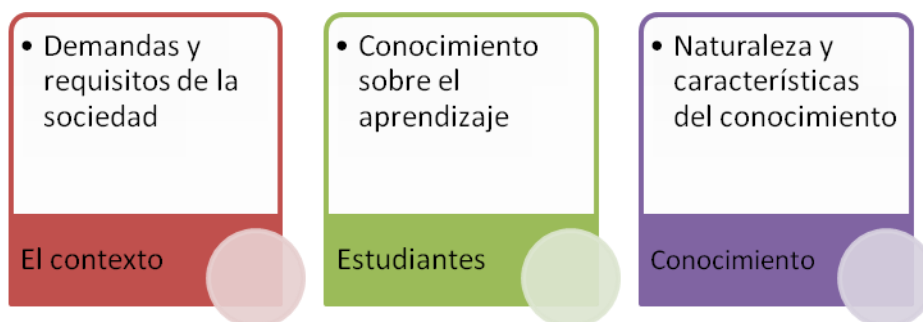 • Demandas y
requisitos de la
sociedad
El contexto
• Conocimiento
sobre el
aprendizaje
Estudiantes
• Naturaleza y
características
del conocimiento
Conocimiento